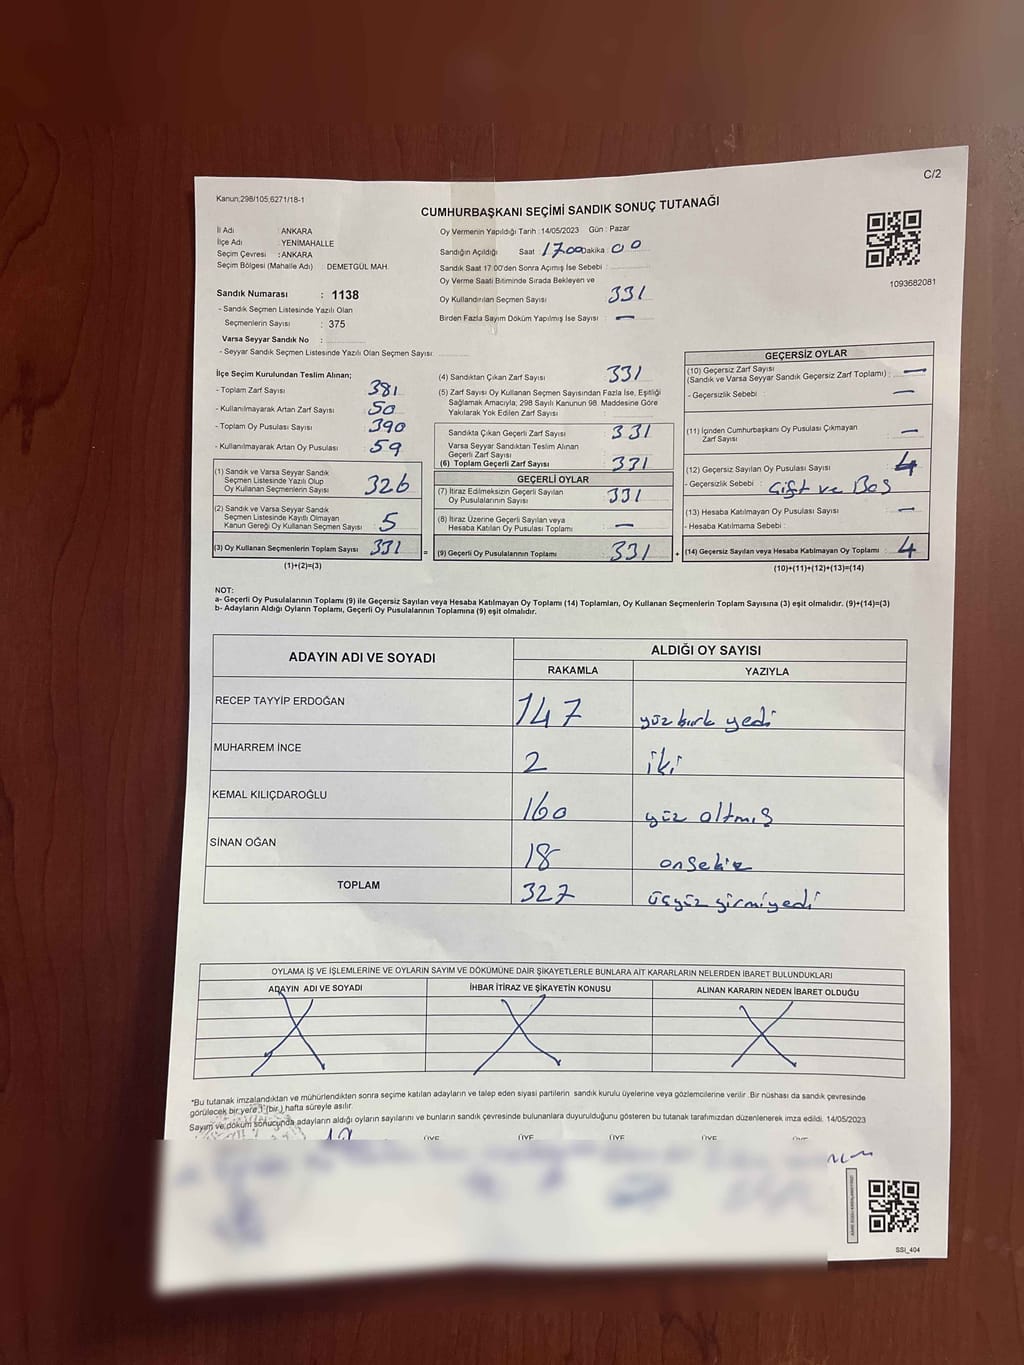 C/2
Kanun;298/105,6271/18-1
CUMHURBAŞKANI SEÇİMİ SANDIK SONUÇ TUTANAĞI
İl Adı : ANKARA
İlçe Adı : YENİMAHALLE
Seçim Çevresi : ANKARA
Seçim Bölgesi (Mahalle Adı) : DEMETGÜL MAH.
Sandık Numarası : 1138
- Sandık Seçmen Listesinde Yazılı Olan
Seçmenlerin Sayısı : 375
Varsa Seyyar Sandık No :
- Seyyar Sandık Seçmen Listesinde Yazılı Olan Seçmen Sayısı:
Oy Vermenin Yapıldığı Tarih :14/05/2023 Gün : Pazar
Sandığın Açıldığı Saat 17.00 Dakika : 00
Sandık Saat 17:00'den Sonra Açımış İse Sebebi :
Oy Verme Saati Bitiminde Sırada Bekleyen ve
Oy Kullandırılan Seçmen Sayısı 331
Birden Fazla Sayım Döküm Yapılmış İse Sayısı : —
1093682081
İlçe Seçim Kurulundan Teslim Alınan;
- Toplam Zarf Sayısı 381
- Kullanılmayarak Artan Zarf Sayısı 50
- Toplam Oy Pusulası Sayısı 390
- Kullanılmayarak Artan Oy Pusulası 59
(1) Sandık ve Varsa Seyyar Sandık
Seçmen Listesinde Yazılı Olup
Oy Kullanan Seçmenlerin Sayısı 326
(2) Sandık ve Varsa Seyyar Sandık
Seçmen Listesinde Kayıtlı Olmayan
Kanun Gereği Oy Kullanan Seçmen Sayısı 5
(3) Oy Kullanan Seçmenlerin Toplam Sayısı 331
(1)+(2)=(3)
=
(4) Sandıktan Çıkan Zarf Sayısı 331
(5) Zarf Sayısı Oy Kullanan Seçmen Sayısından Fazla İse, Eşitliği
Sağlamak Amacıyla; 298 Sayılı Kanunun 98. Maddesine Göre
Yakılarak Yok Edilen Zarf Sayısı :
Sandıkta Çıkan Geçerli Zarf Sayısı : 331
Varsa Seyyar Sandıktan Teslim Alınan
Geçerli Zarf Sayısı :
(6) Toplam Geçerli Zarf Sayısı : 331
GEÇERLİ OYLAR
(7) İtiraz Edilmeksizin Geçerli Sayılan
Oy Pusulalarının Sayısı : 331
(8) İtiraz Üzerine Geçerli Sayılan veya
Hesaba Katılan Oy Pusulası Toplamı : —
(9) Geçerli Oy Pusulalarının Toplamı : 331
+
GEÇERSİZ OYLAR
(10) Geçersiz Zarf Sayısı
(Sandık ve Varsa Seyyar Sandık Geçersiz Zarf Toplamı) : —
- Geçersizlik Sebebi : —
(11) İçinden Cumhurbaşkanı Oy Pusulası Çıkmayan
Zarf Sayısı : —
(12) Geçersiz Sayılan Oy Pusulası Sayısı : 4
- Geçersizlik Sebebi : Çift ve Boş
(13) Hesaba Katılmayan Oy Pusulası Sayısı : —
- Hesaba Katılmama Sebebi :
(14) Geçersiz Sayılan veya Hesaba Katılmayan Oy Toplamı : 4
(10)+(11)+(12)+(13)=(14)
NOT:
a- Geçerli Oy Pusulalarının Toplamı (9) ile Geçersiz Sayılan veya Hesaba Katılmayan Oy Toplamı (14) Toplamları, Oy Kullanan Seçmenlerin Toplam Sayısına (3) eşit olmalıdır. (9)+(14)=(3)
b- Adayların Aldığı Oyların Toplamı, Geçerli Oy Pusulalarının Toplamına (9) eşit olmalıdır.
ADAYIN ADI VE SOYADI
ALDIĞI OY SAYISI
RAKAMLA YAZIYLA
RECEP TAYYİP ERDOĞAN 147 yüz kırk yedi
MUHARREM İNCE 2 iki
KEMAL KILIÇDAROĞLU 160 yüz altmış
SİNAN OĞAN 18 onsekiz
TOPLAM 327 üçyüz yirmiyedi
OYLAMA İŞ VE İŞLEMLERİNE VE OYLARIN SAYIM VE DÖKÜMÜNE DAİR ŞİKAYETLERLE BUNLARA AİT KARARLARIN NELERDEN İBARET BULUNDUKLARI
ADAYIN ADI VE SOYADI İHBAR İTİRAZ VE ŞİKAYETİN KONUSU ALINAN KARARIN NEDEN İBARET OLDUĞU
*Bu tutanak imzalandıktan ve mühürlendikten sonra seçime katılan adayların ve talep eden siyasi partilerin sandık kurulu üyelerine veya gözlemcilerine verilir .Bir nüshası da sandık çevresinde
görülecek bir yere 1 (bir ) hafta süreyle asılır.
Sayım ve döküm sonucunda adayların aldığı oyların sayılarını ve bunların sandık çevresinde bulunanlara duyurulduğunu gösteren bu tutanak tarafımızdan düzenlenerek imza edildi. 14/05/2023
ÜYE ÜYE ÜYE ÜYE
SSI_404